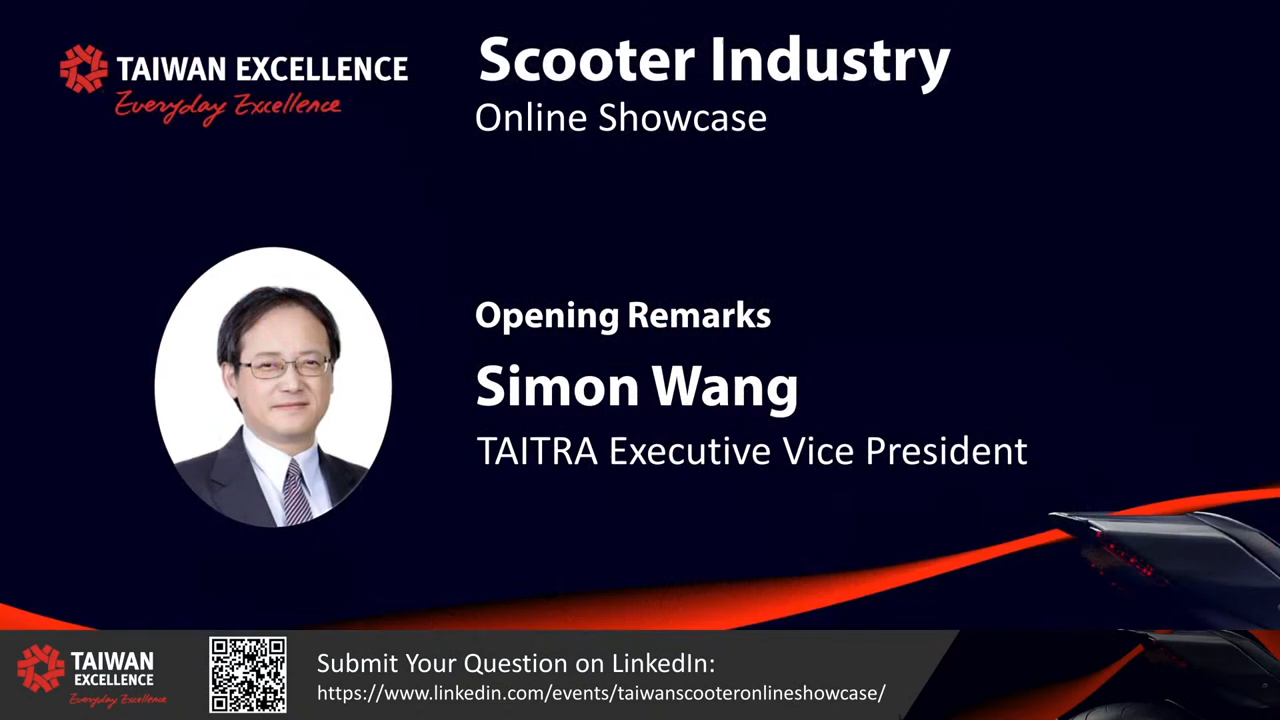 TAIWAN EXCELLENCE
Everyday Excellence
Scooter Industry
Online Showcase
Opening Remarks
Simon Wang
TAITRA Executive Vice President
TAIWAN
EXCELLENCE
Everyday Excellence
Submit Your Question on LinkedIn:
https://www.linkedin.com/events/taiwanscooteronlineshowcase/